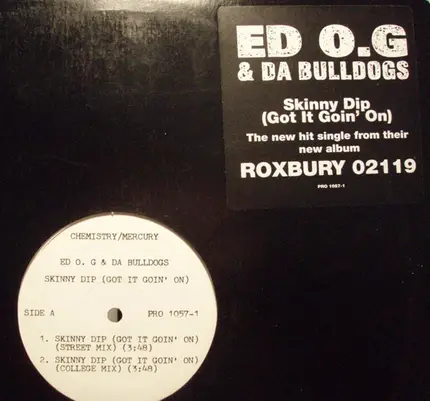 ED O.G
& DA BULLDOGS
Skinny Dip
(Got It Goin' On)
The new hit single from their
new album
ROXBURY 02119
PRO 1057-1
CHEMISTRY/MERCURY
ED O. G & DA BULLDOGS
SKINNY DIP (GOT IT GOIN' ON)
SIDE A PRO 1057-1
1. SKINNY DIP (GOT IT GOIN' ON)
(STREET MIX) (3:48)
2. SKINNY DIP (GOT IT GOIN' ON)
(COLLEGE MIX) (3:48)